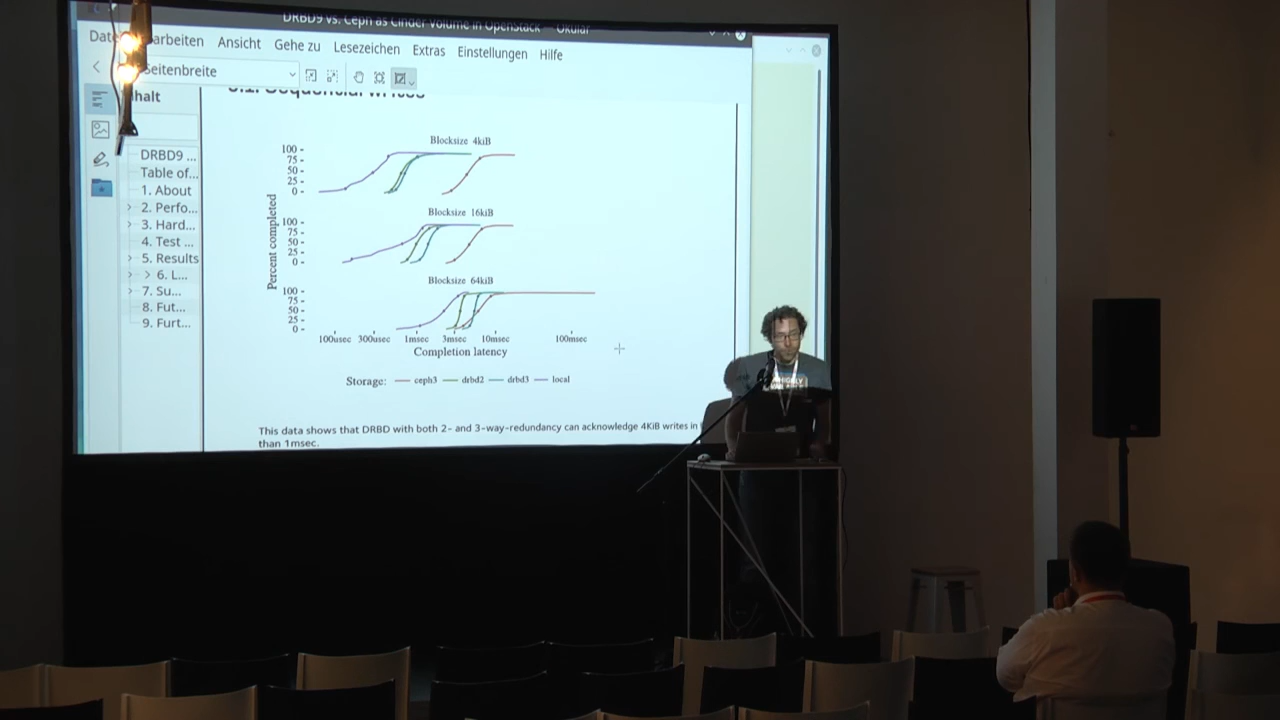 DRBD9 vs. Ceph as Cinder Volume in OpenStack — Okular
Ansicht Gehe zu Lesezeichen Extras Einstellungen Hilfe
Seitenbreite
DRBD9 ...
Table of...
1. About
2. Perfo...
3. Hard...
4. Test ...
5. Results
6. L...
7. Su...
8. Fut...
9. Furt...
Percent completed
Blocksize 4kiB
100
75
50
25
0
Blocksize 16kiB
100
75
50
25
0
Blocksize 64kiB
100
75
50
25
0
100usec 300usec 1msec 3msec 10msec 100msec
Completion latency
Storage: ceph3 drbd2 drbd3 local
This data shows that DRBD with both 2- and 3-way-redundancy can acknowledge 4KiB writes in
than 1msec.